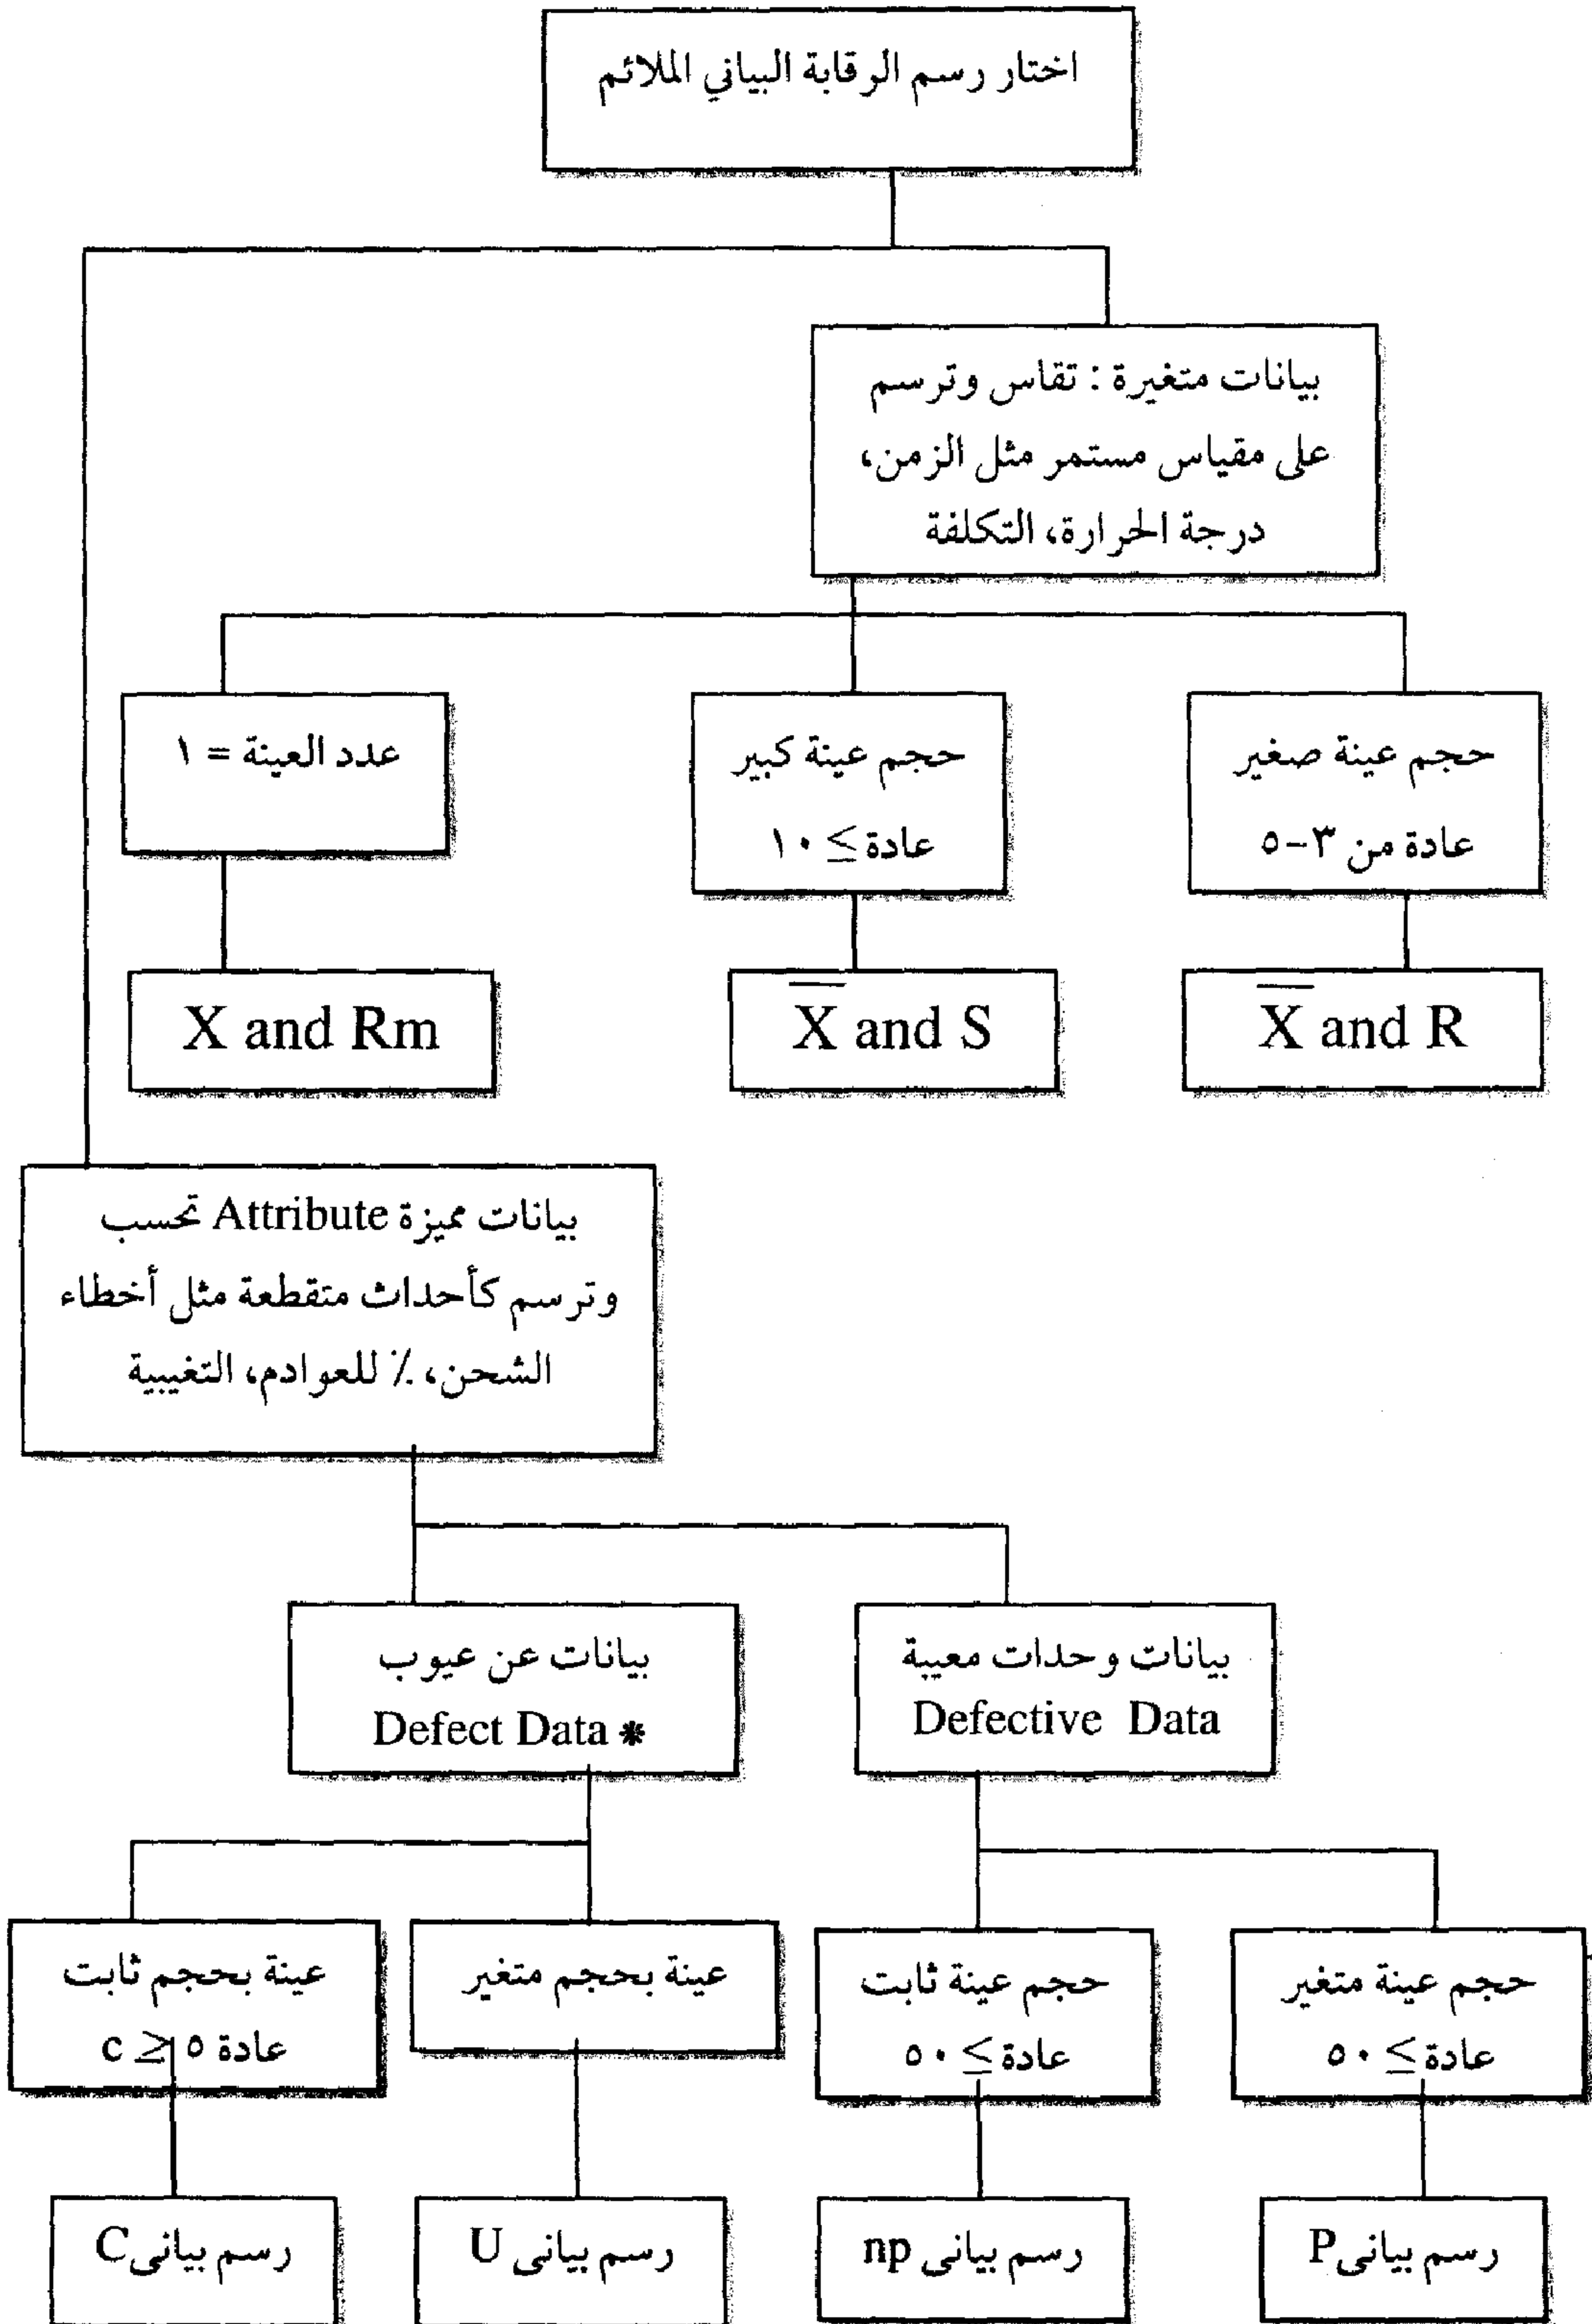 اختار رسم الرقابة البياني الملائم
بيانات متغيرة : تقاس وترسم
على مقياس مستمر مثل الزمن،
درجة الحرارة، التكلفة
حجم عينة صغير
عادة من ٣-٥
حجم عينة كبير
عادة ≥ ١٠
عدد العينة = ١
X̅ and R
X̅ and S
X and Rm
بيانات مميزة Attribute تحسب
وترسم كأحداث متقطعة مثل أخطاء
الشحن، ٪ للعوادم، التغيبية
بيانات وحدات معيبة
Defective Data
بيانات عن عيوب
Defect Data *
حجم عينة متغير
عادة ≥ ٥٠
حجم عينة ثابت
عادة ≥ ٥٠
عينة بحجم متغير
عينة بحجم ثابت
عادة ٥ ≤ c
رسم بيانى P
رسم بيانى np
رسم بيانى U
رسم بيانى C